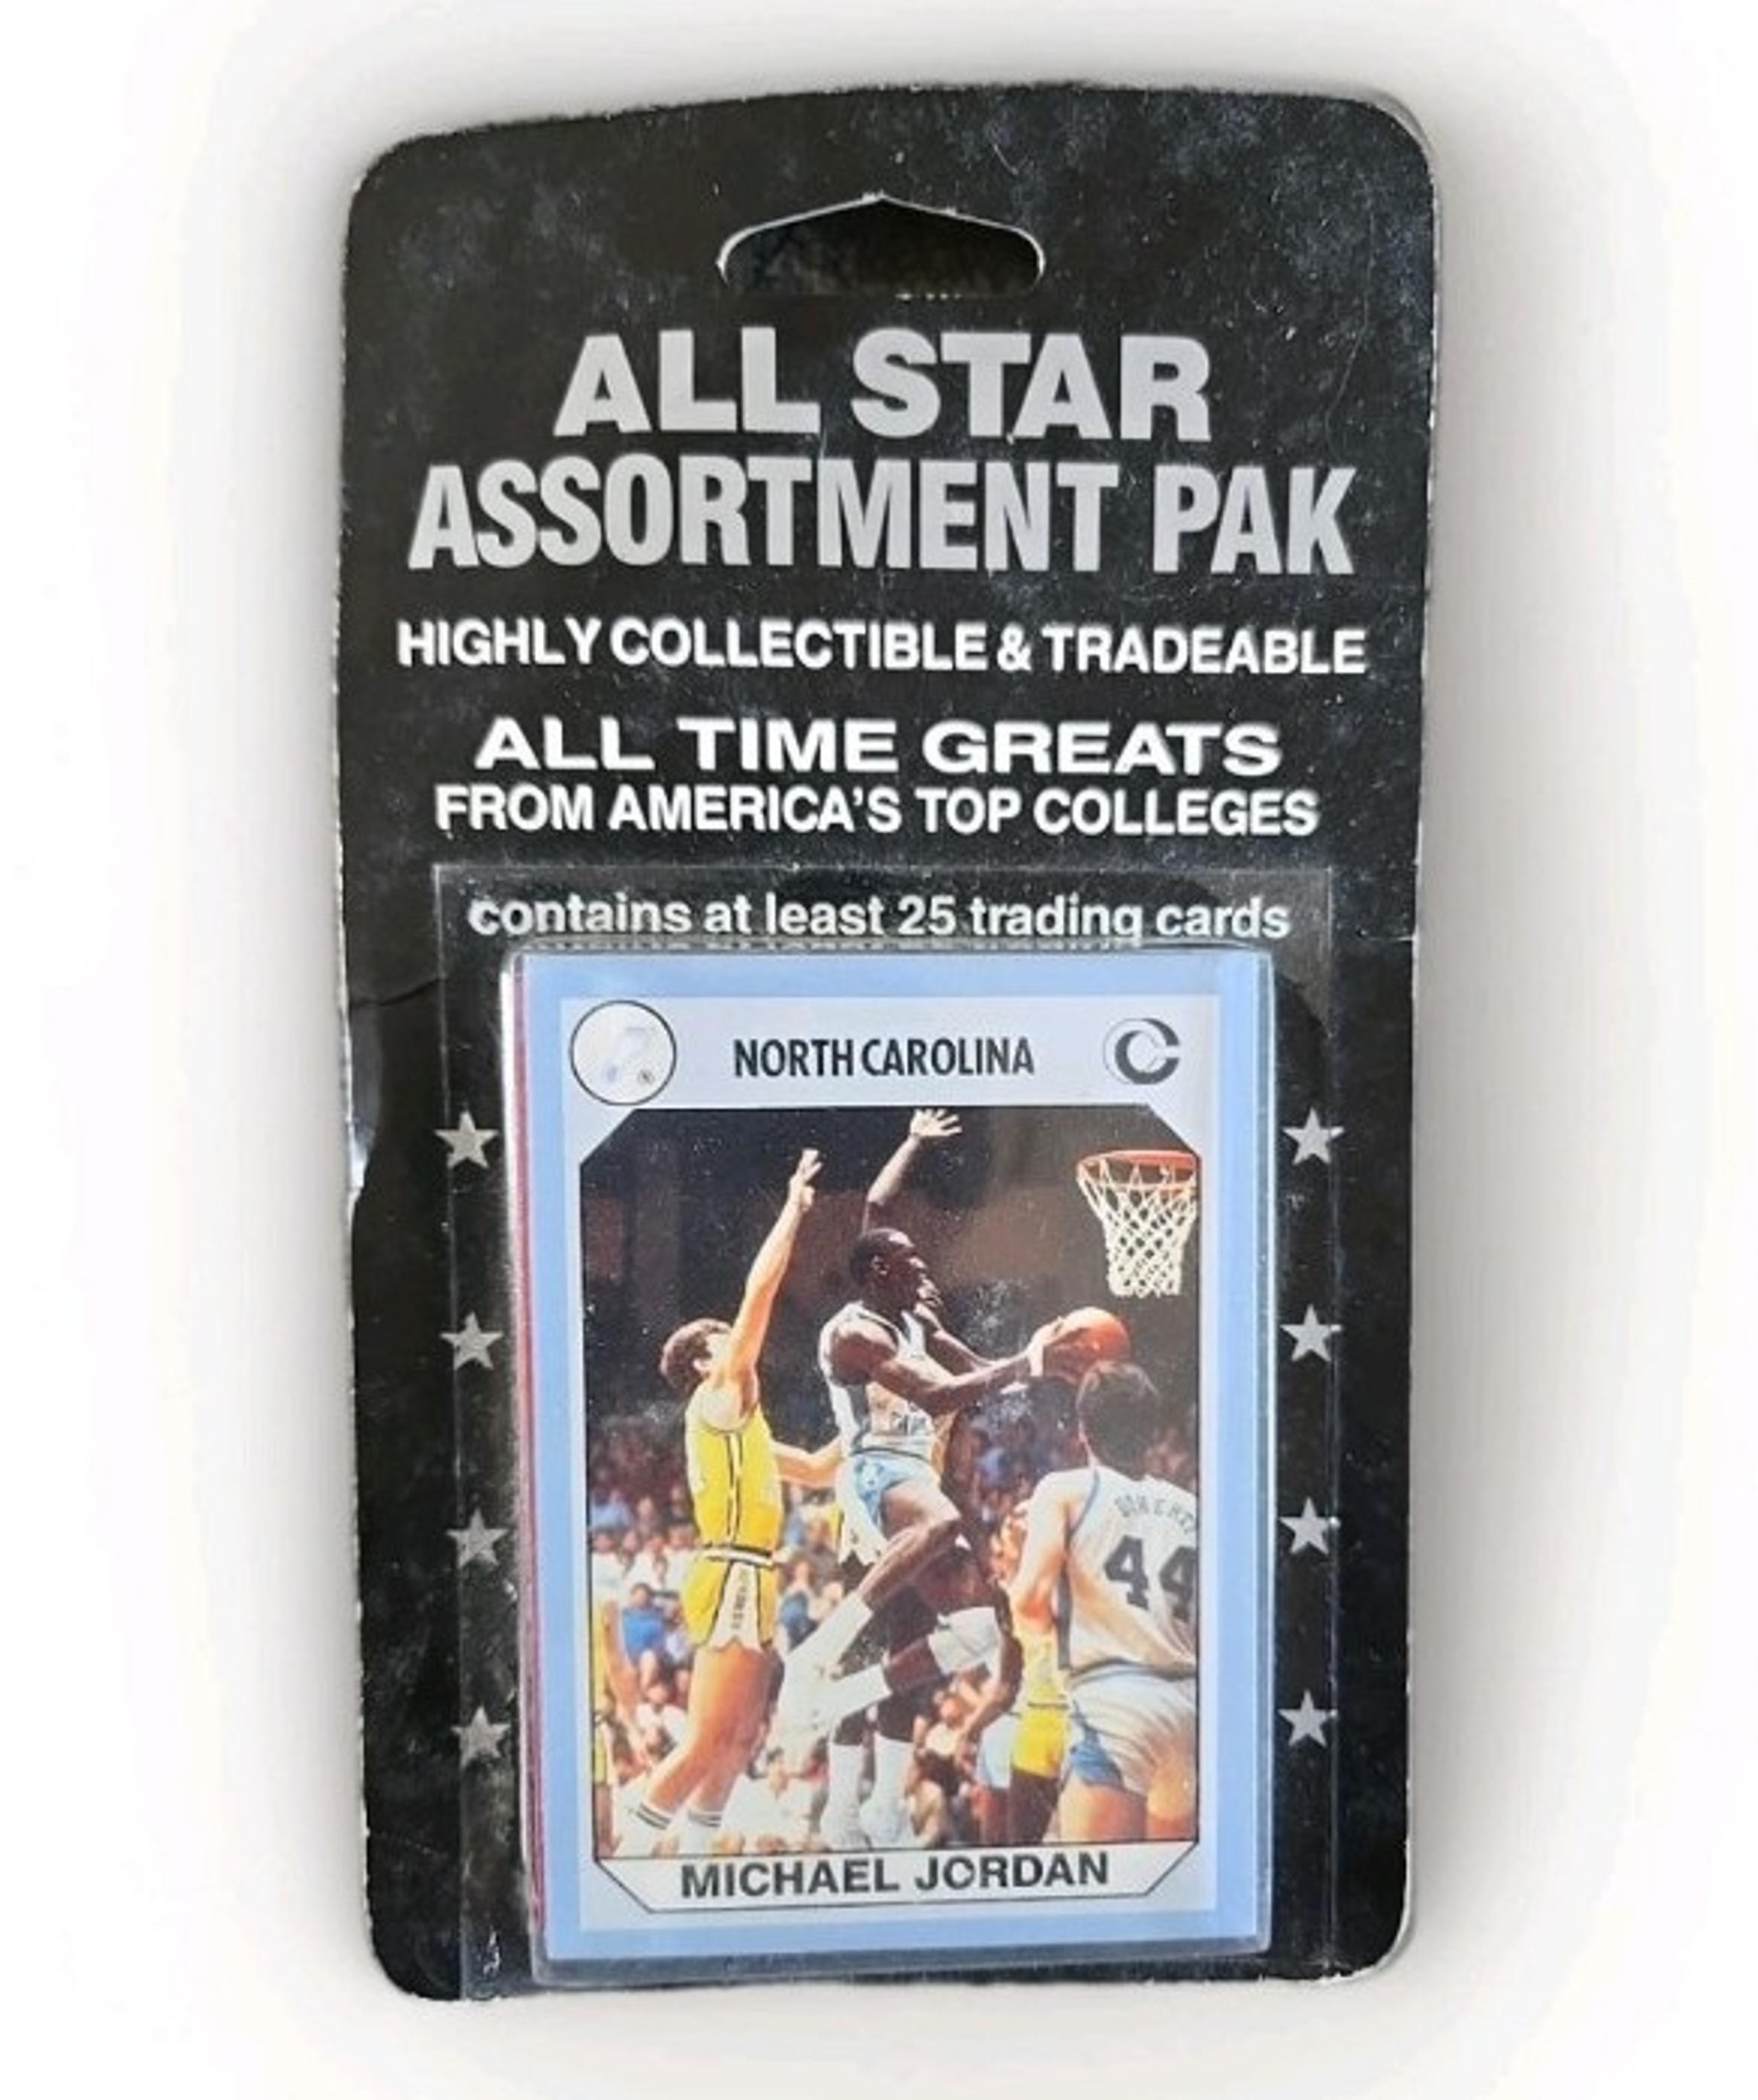 ALL STAR
ASSORTMENT PAK
HIGHLY COLLECTIBLE & TRADEABLE
ALL TIME GREATS
FROM AMERICA'S TOP COLLEGES
contains at least 25 trading cards
NORTH CAROLINA
44
MICHAEL JORDAN